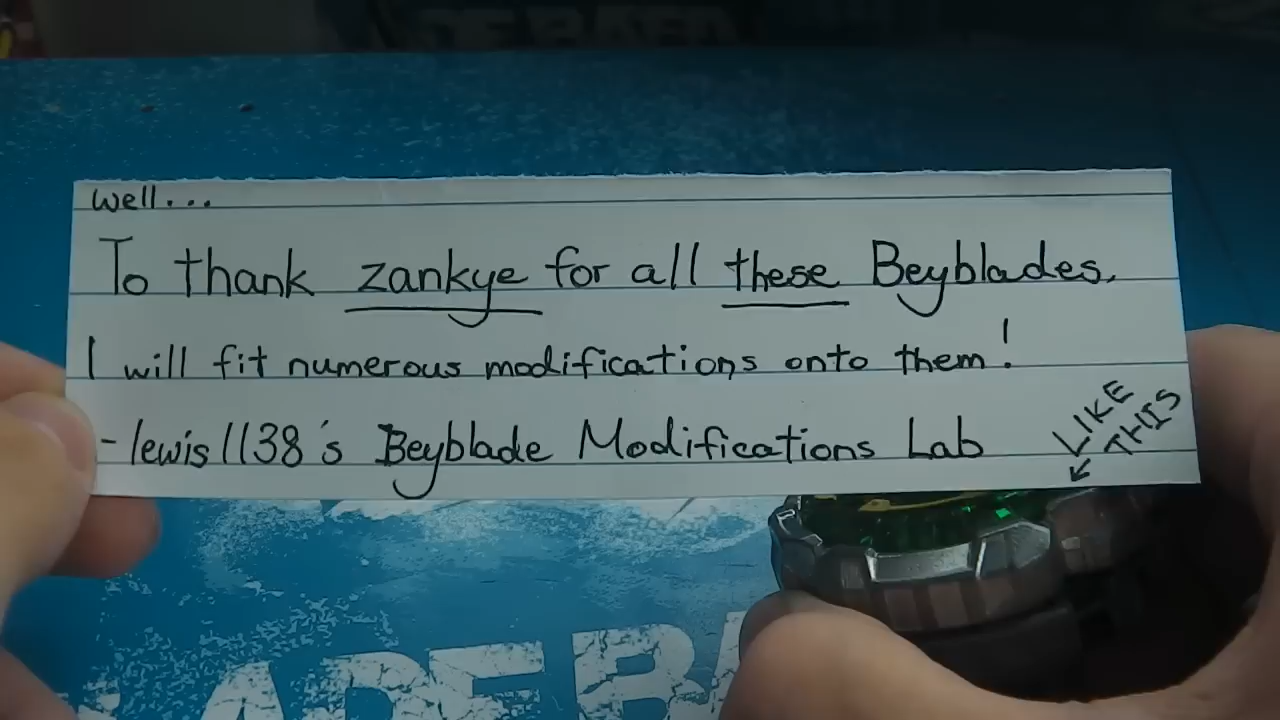 Well...
To thank zankye for all these Beyblades,
I will fit numerous modifications onto them!
- lewis1138's Beyblade Modifications Lab
LIKE
THIS